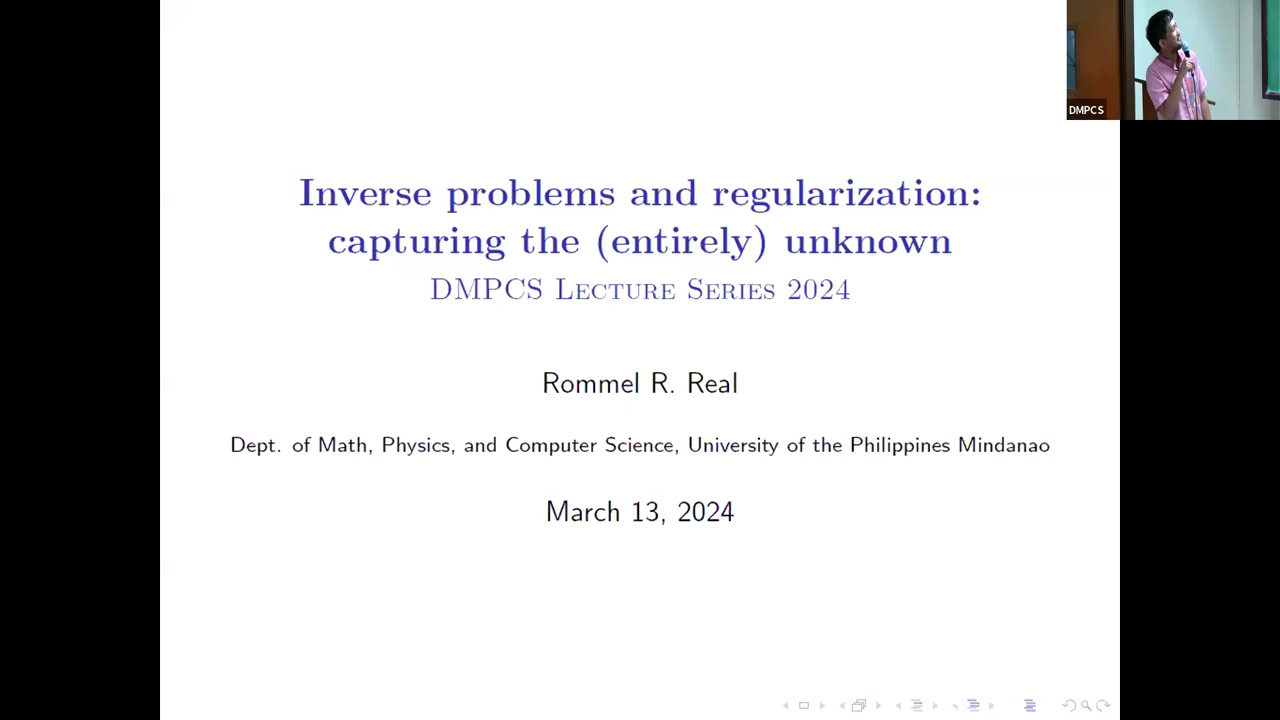 Inverse problems and regularization:
capturing the (entirely) unknown
DMPCS Lecture Series 2024
Rommel R. Real
Dept. of Math, Physics, and Computer Science, University of the Philippines Mindanao
March 13, 2024
DMPCS